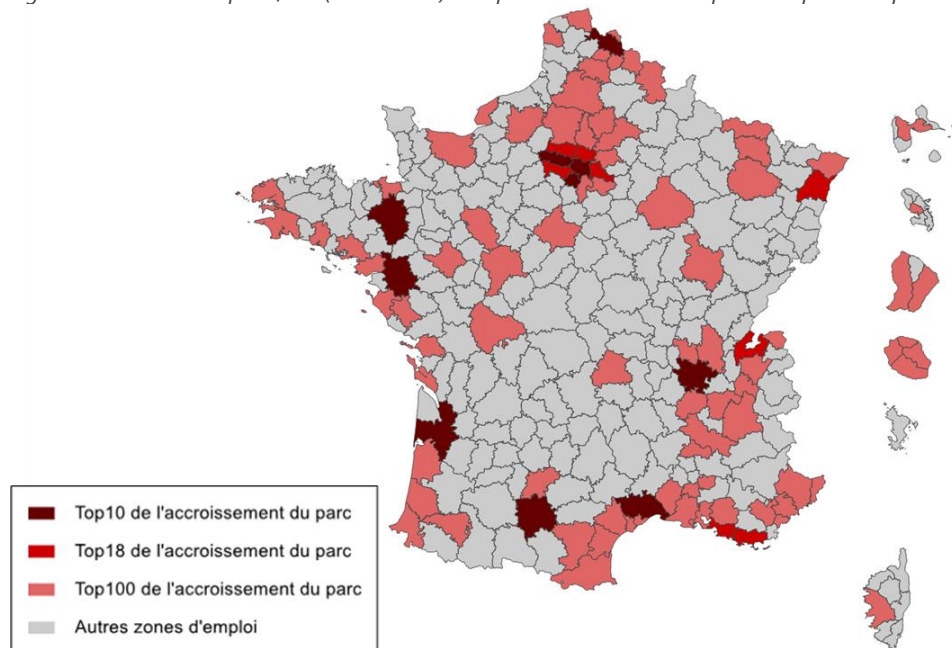 Top10 de l'accroissement du parc
Top18 de l'accroissement du parc
Top100 de l'accroissement du parc
Autres zones d'emploi